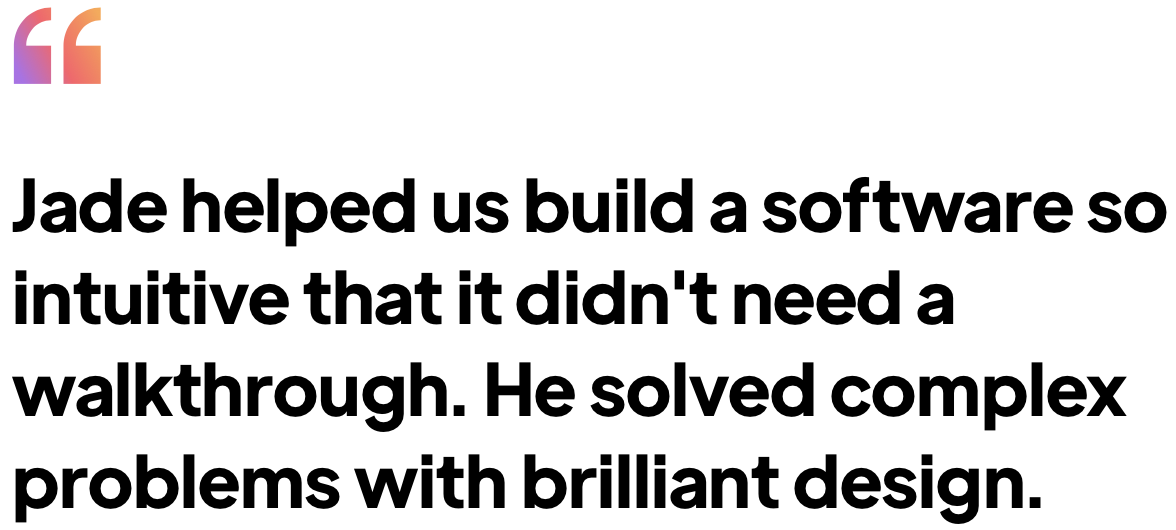 “
Jade helped us build a software so
intuitive that it didn't need a
walkthrough. He solved complex
problems with brilliant design.